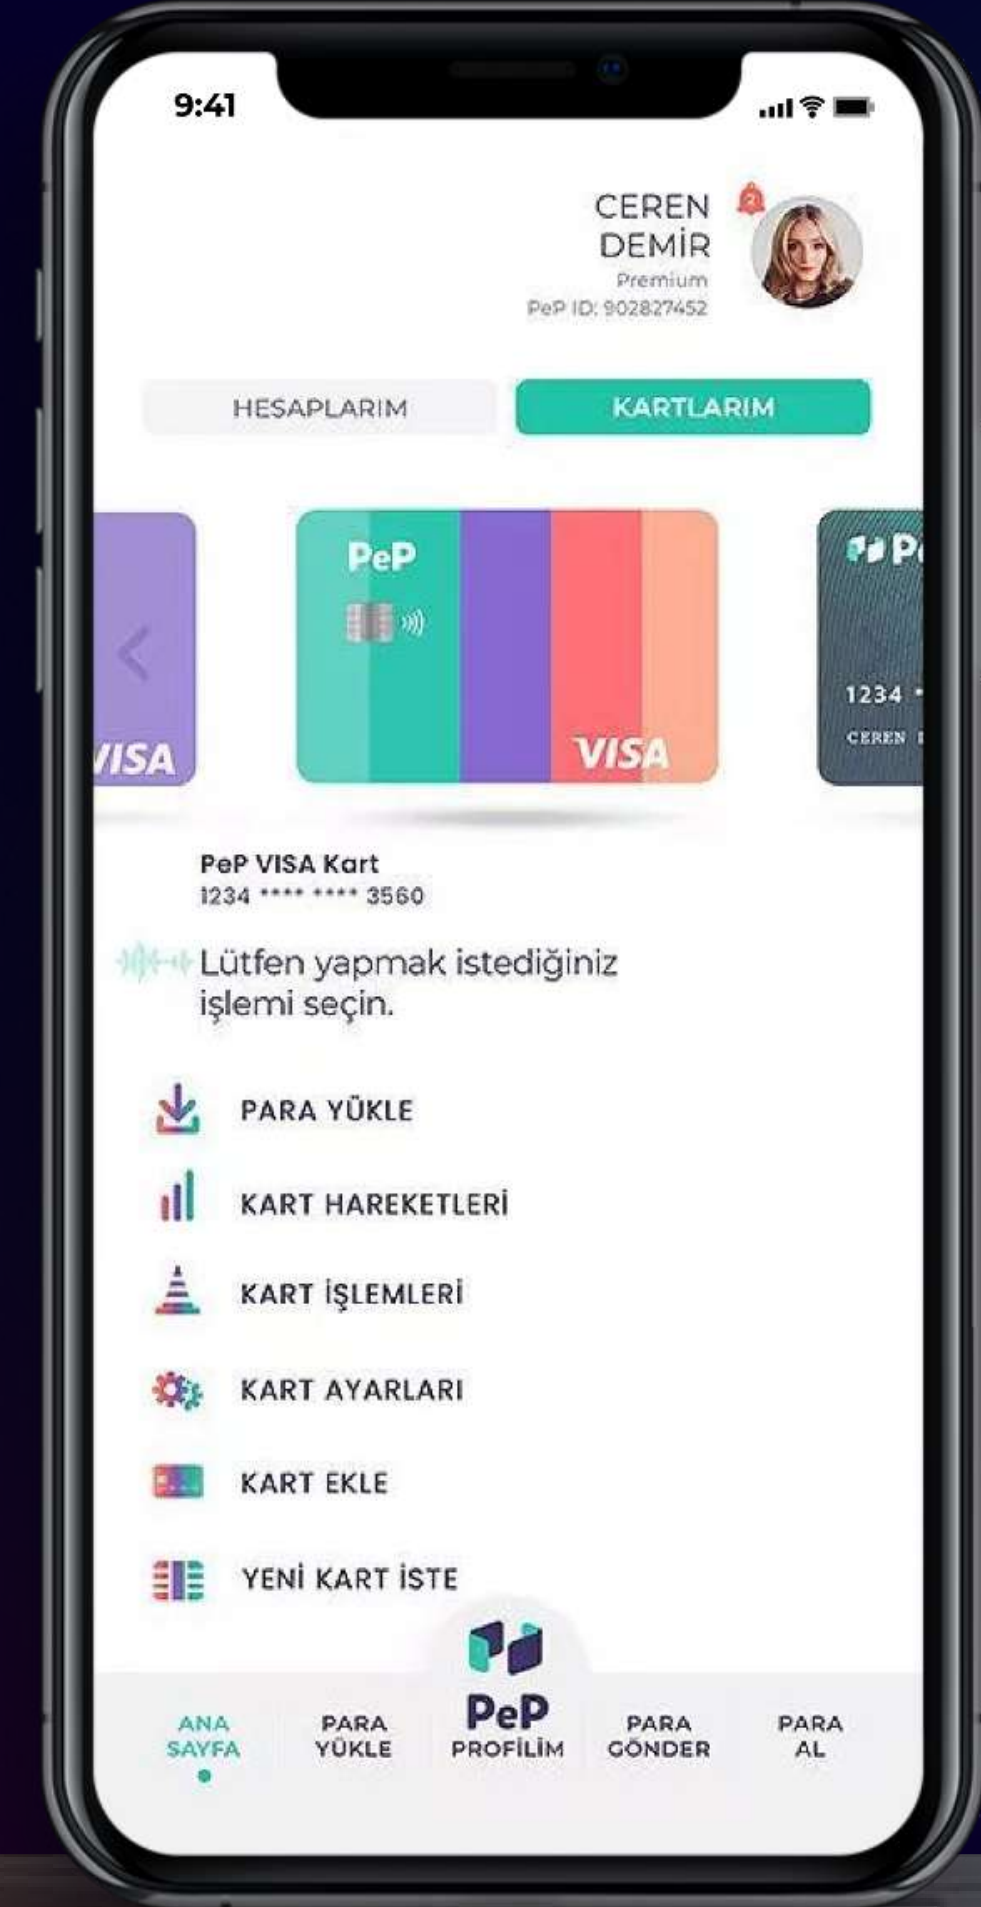 9:41
CEREN
DEMİR
2
Premium
PeP ID: 902827452
HESAPLARIM
KARTLARIM
VISA
PeP
VISA
1234
CEREN
PeP VISA Kart
1234 **** **** 3560
Lütfen yapmak istediğiniz
işlemi seçin.
PARA YÜKLE
KART HAREKETLERİ
KART İŞLEMLERİ
KART AYARLARI
KART EKLE
YENİ KART İSTE
ANA
SAYFA
PARA
YÜKLE
PeP
PROFİLİM
PARA
GÖNDER
PARA
AL